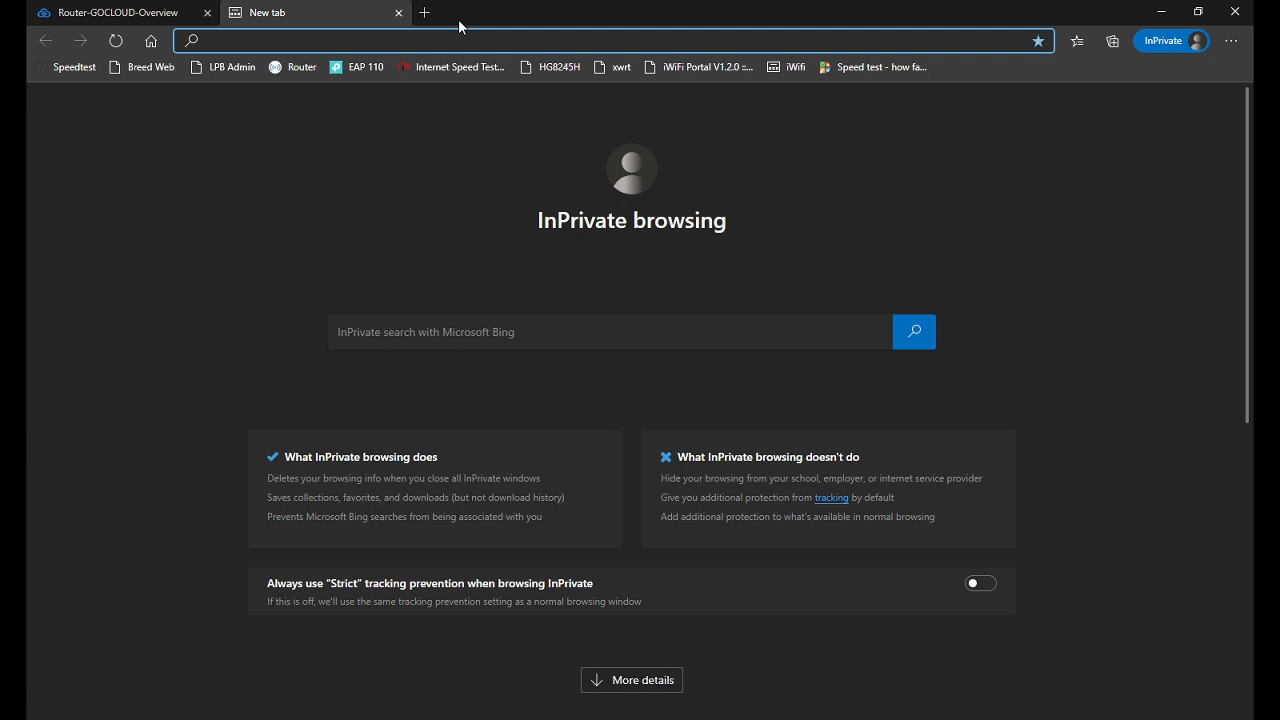 Router-GOCLOUD-Overview
New tab
InPrivate
Speedtest
Breed Web
LPB Admin
Router
EAP 110
Internet Speed Test...
HG8245H
xwrt
iWiFi Portal V1.2.0 ::...
iWifi
Speed test - how fa...
InPrivate browsing
InPrivate search with Microsoft Bing
What InPrivate browsing does
Deletes your browsing info when you close all InPrivate windows
Saves collections, favorites, and downloads (but not download history)
Prevents Microsoft Bing searches from being associated with you
What InPrivate browsing doesn't do
Hide your browsing from your school, employer, or internet service provider
Give you additional protection from tracking by default
Add additional protection to what's available in normal browsing
Always use "Strict" tracking prevention when browsing InPrivate
If this is off, we'll use the same tracking prevention setting as a normal browsing window
More details